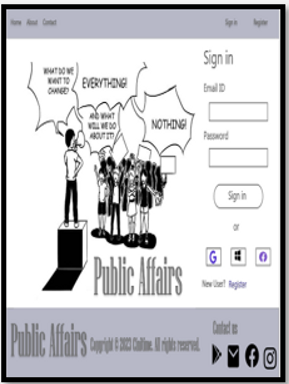 Home About Contact
Sign in Register
WHAT DO WE
WANT TO
CHANGE?
EVERYTHING!
AND WHAT
WILL WE DO
ABOUT IT?
NOTHING!
Public Affairs
Sign in
Email ID
Password
Sign in
or
New User? Register
Public Affairs
Copyright © 2023 All rights reserved.
Contact us